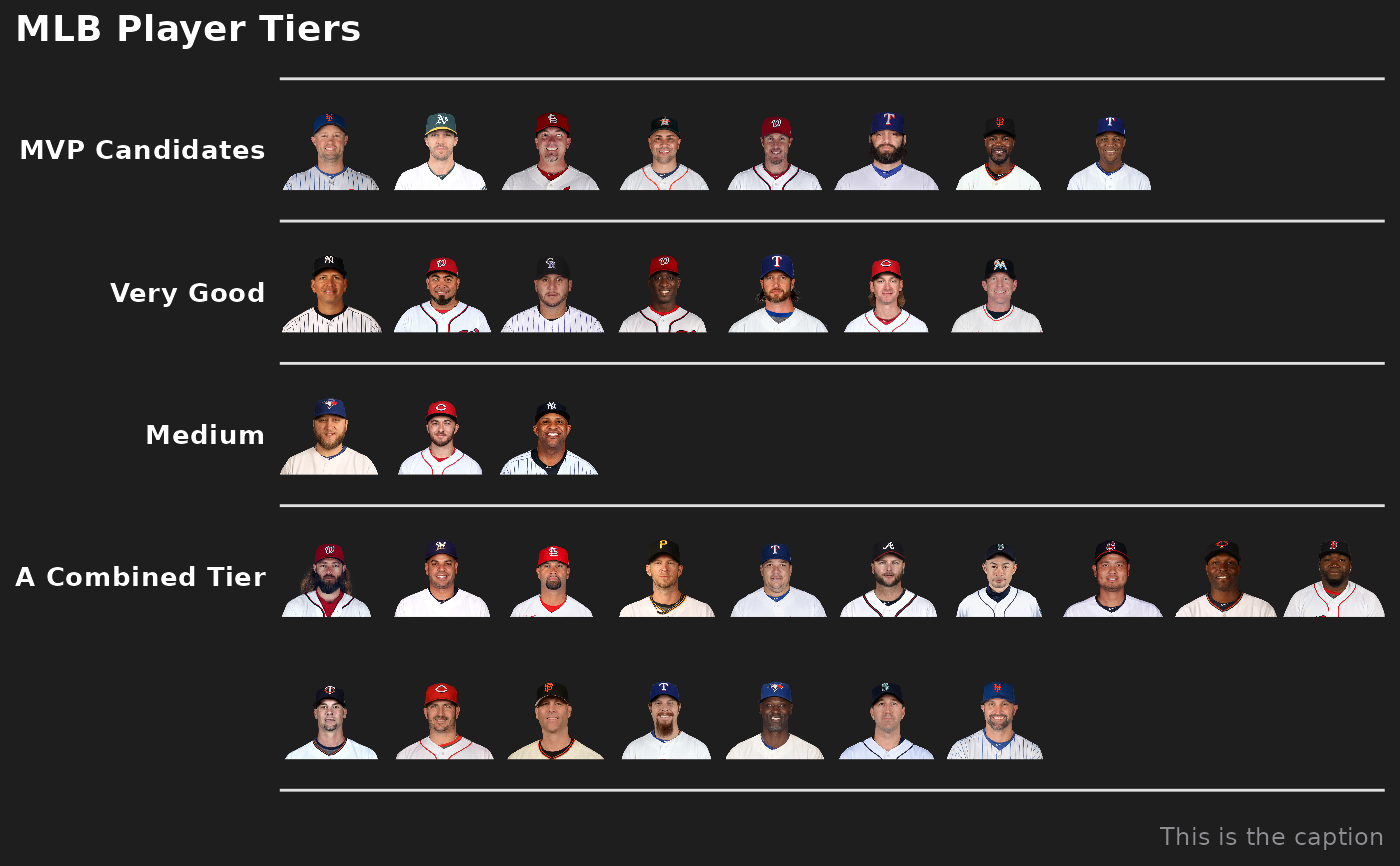 MLB Player Tiers
MVP Candidates
Very Good
Medium
A Combined Tier
This is the caption